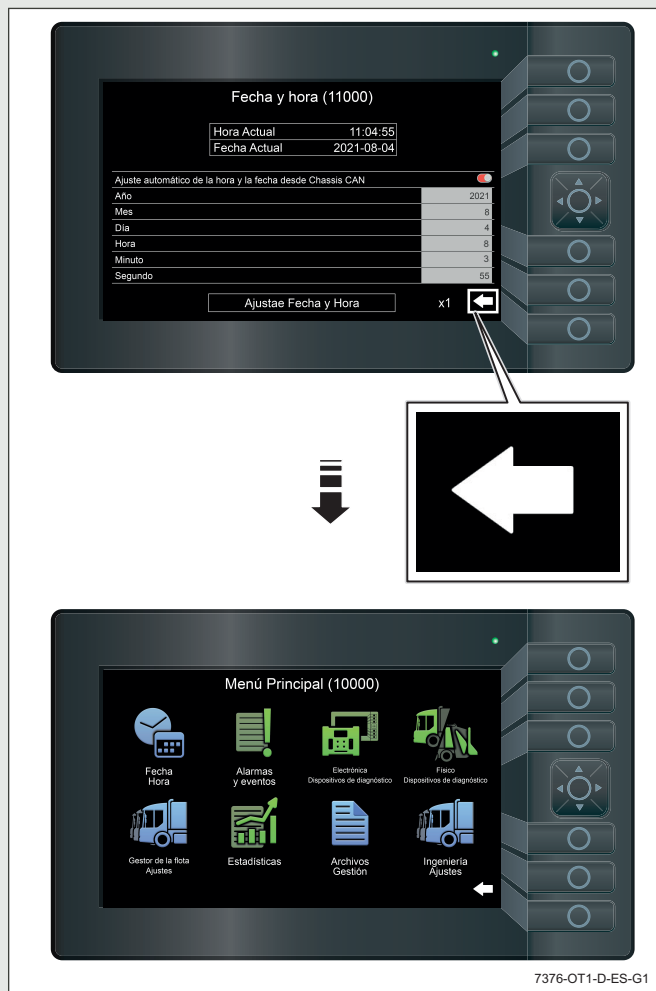 Fecha y hora (11000)
Hora Actual 11:04:55
Fecha Actual 2021-08-04
Ajuste automático de la hora y la fecha desde Chassis CAN
Año 2021
Mes 8
Día 4
Hora 8
Minuto 3
Segundo 55
Ajustae Fecha y Hora x1
Menú Principal (10000)
Fecha
Hora
Alarmas
y eventos
Electrónica
Dispositivos de diagnóstico
Físico
Dispositivos de diagnóstico
Gestor de la flota
Ajustes
Estadísticas
Archivos
Gestión
Ingeniería
Ajustes
7376-OT1-D-ES-G1